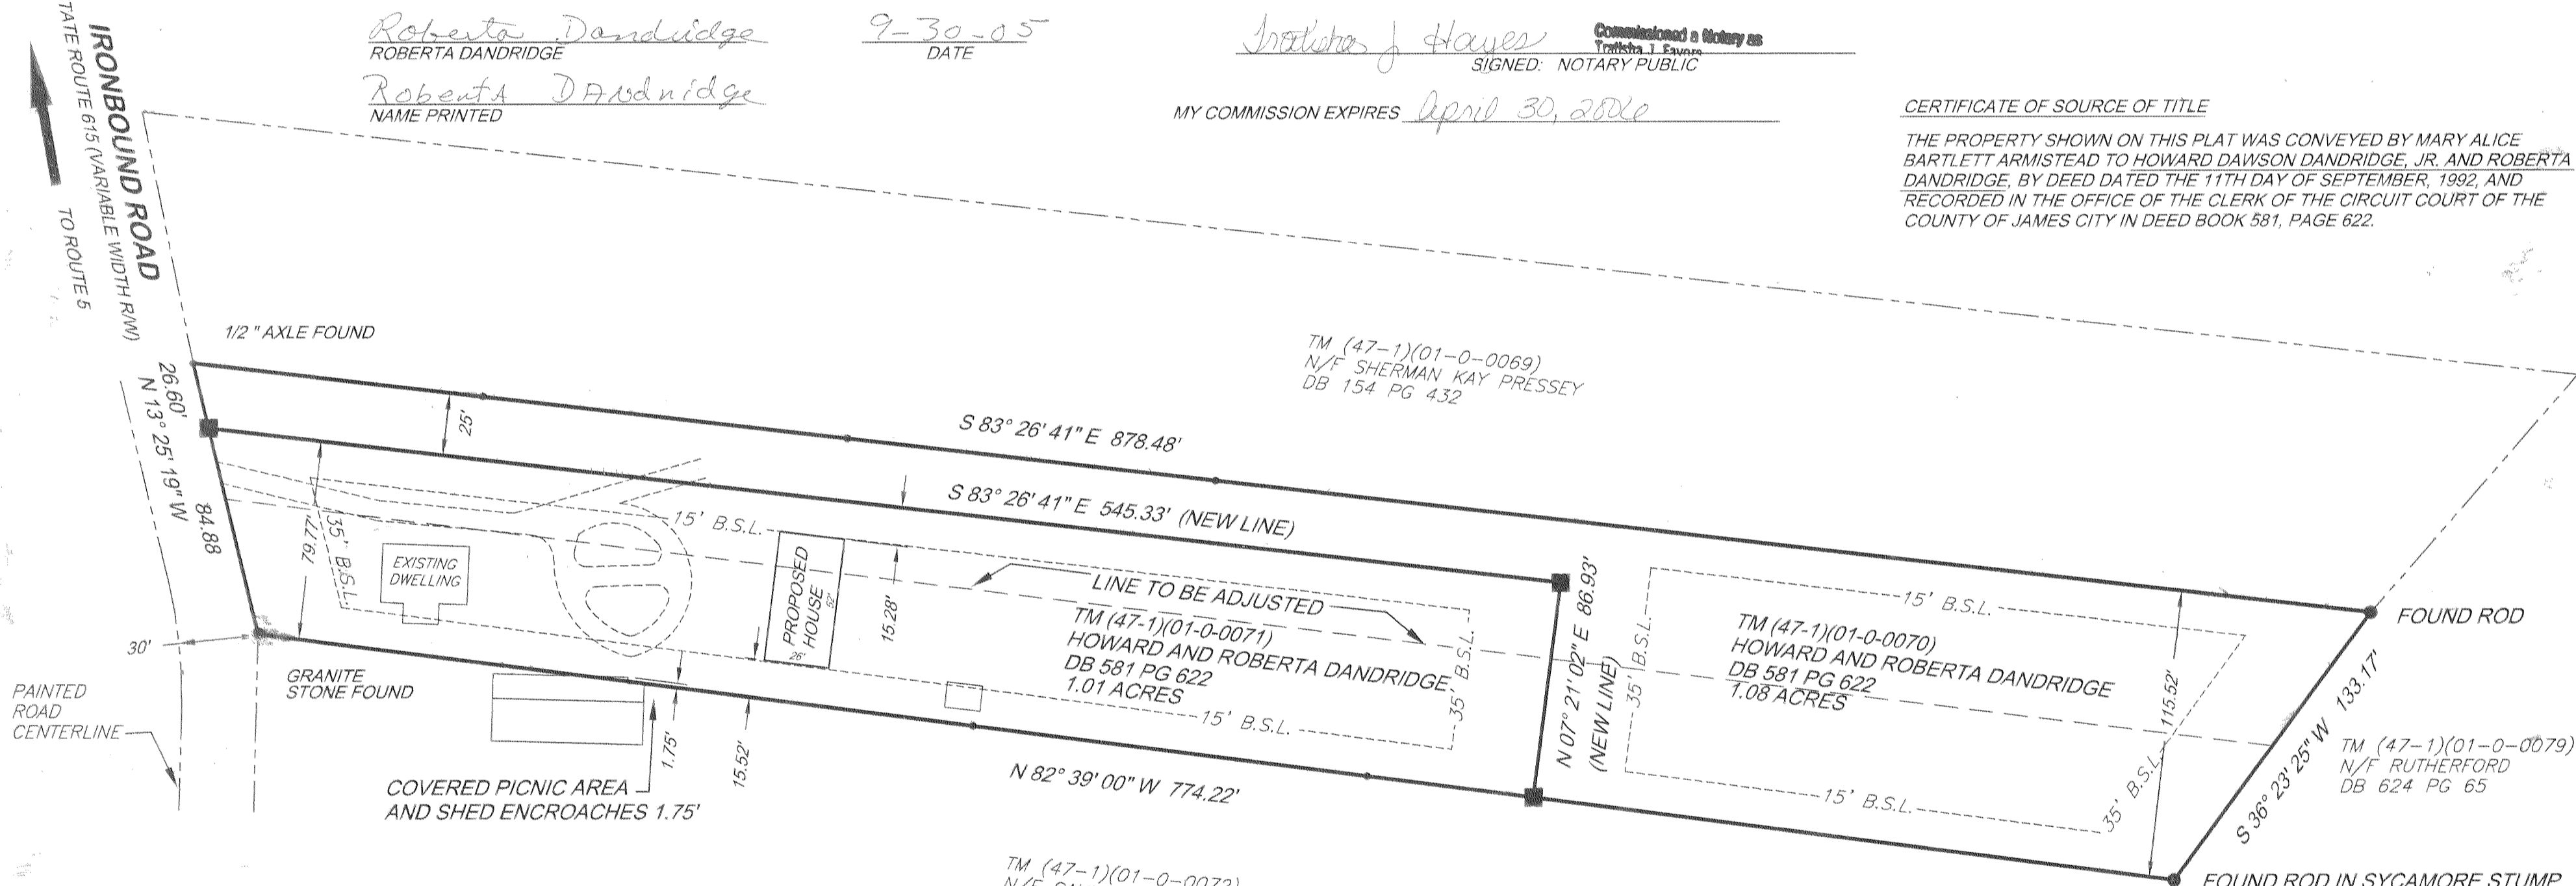 Roberta Dandridge
ROBERTA DANDRIDGE
9-30-05
DATE
Roberta Dandridge
NAME PRINTED
Tratisha J Hayes
Commissioned a Notary as
Tratisha J. Favors
SIGNED: NOTARY PUBLIC
MY COMMISSION EXPIRES April 30, 2006
CERTIFICATE OF SOURCE OF TITLE
THE PROPERTY SHOWN ON THIS PLAT WAS CONVEYED BY MARY ALICE
BARTLETT ARMISTEAD TO HOWARD DAWSON DANDRIDGE, JR. AND ROBERTA
DANDRIDGE, BY DEED DATED THE 11TH DAY OF SEPTEMBER, 1992, AND
RECORDED IN THE OFFICE OF THE CLERK OF THE CIRCUIT COURT OF THE
COUNTY OF JAMES CITY IN DEED BOOK 581, PAGE 622.
IRONBOUND ROAD
TATE ROUTE 615 (VARIABLE WIDTH R/W)
TO ROUTE 5
1/2 " AXLE FOUND
26.60'
N 13° 25' 19" W
84.88
TM (47-1)(01-0-0069)
N/F SHERMAN KAY PRESSEY
DB 154 PG 432
25'
S 83° 26' 41" E 878.48'
S 83° 26' 41" E 545.33' (NEW LINE)
79.77'
35' B.S.L.
15' B.S.L.
EXISTING
DWELLING
PROPOSED
HOUSE
52'
26'
15.28'
LINE TO BE ADJUSTED
TM (47-1)(01-0-0071)
HOWARD AND ROBERTA DANDRIDGE
DB 581 PG 622
1.01 ACRES
35' B.S.L.
15' B.S.L.
N 07° 21' 02" E 86.93'
(NEW LINE)
35' B.S.L.
15' B.S.L.
TM (47-1)(01-0-0070)
HOWARD AND ROBERTA DANDRIDGE
DB 581 PG 622
1.08 ACRES
115.52'
15' B.S.L.
35' B.S.L.
FOUND ROD
S 36° 23' 25" W 133.17'
TM (47-1)(01-0-0079)
N/F RUTHERFORD
DB 624 PG 65
30'
GRANITE
STONE FOUND
PAINTED
ROAD
CENTERLINE
COVERED PICNIC AREA
AND SHED ENCROACHES 1.75'
1.75'
15.52'
N 82° 39' 00" W 774.22'
TM (47-1)(01-0-0072)
FOUND ROD IN SYCAMORE STUMP